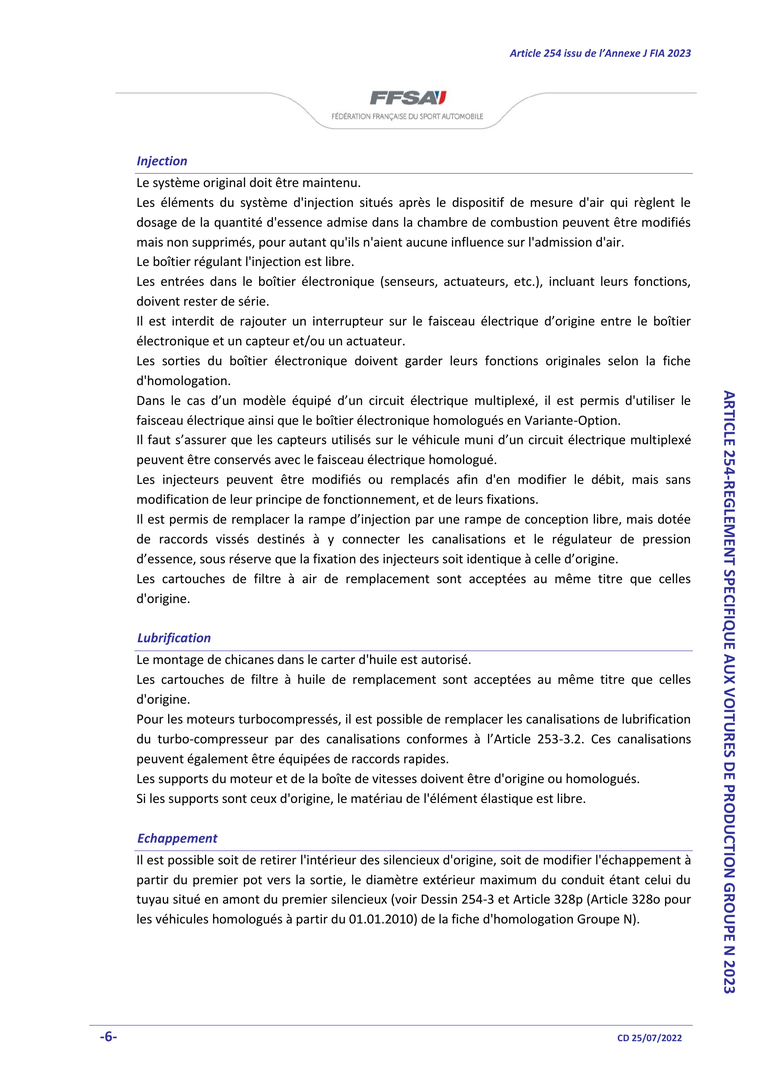 Article 254 issu de l’Annexe J FIA 2023
FFSA
FÉDÉRATION FRANÇAISE DU SPORT AUTOMOBILE
Injection
Le système original doit être maintenu.
Les éléments du système d'injection situés après le dispositif de mesure d'air qui règlent le
dosage de la quantité d'essence admise dans la chambre de combustion peuvent être modifiés
mais non supprimés, pour autant qu'ils n'aient aucune influence sur l'admission d'air.
Le boîtier régulant l'injection est libre.
Les entrées dans le boîtier électronique (senseurs, actuateurs, etc.), incluant leurs fonctions,
doivent rester de série.
Il est interdit de rajouter un interrupteur sur le faisceau électrique d’origine entre le boîtier
électronique et un capteur et/ou un actuateur.
Les sorties du boîtier électronique doivent garder leurs fonctions originales selon la fiche
d'homologation.
Dans le cas d’un modèle équipé d’un circuit électrique multiplexé, il est permis d'utiliser le
faisceau électrique ainsi que le boîtier électronique homologués en Variante-Option.
Il faut s’assurer que les capteurs utilisés sur le véhicule muni d’un circuit électrique multiplexé
peuvent être conservés avec le faisceau électrique homologué.
Les injecteurs peuvent être modifiés ou remplacés afin d'en modifier le débit, mais sans
modification de leur principe de fonctionnement, et de leurs fixations.
Il est permis de remplacer la rampe d’injection par une rampe de conception libre, mais dotée
de raccords vissés destinés à y connecter les canalisations et le régulateur de pression
d’essence, sous réserve que la fixation des injecteurs soit identique à celle d’origine.
Les cartouches de filtre à air de remplacement sont acceptées au même titre que celles
d'origine.
Lubrification
Le montage de chicanes dans le carter d'huile est autorisé.
Les cartouches de filtre à huile de remplacement sont acceptées au même titre que celles
d'origine.
Pour les moteurs turbocompressés, il est possible de remplacer les canalisations de lubrification
du turbo-compresseur par des canalisations conformes à l’Article 253-3.2. Ces canalisations
peuvent également être équipées de raccords rapides.
Les supports du moteur et de la boîte de vitesses doivent être d'origine ou homologués.
Si les supports sont ceux d'origine, le matériau de l'élément élastique est libre.
Echappement
Il est possible soit de retirer l'intérieur des silencieux d'origine, soit de modifier l'échappement à
partir du premier pot vers la sortie, le diamètre extérieur maximum du conduit étant celui du
tuyau situé en amont du premier silencieux (voir Dessin 254-3 et Article 328p (Article 328o pour
les véhicules homologués à partir du 01.01.2010) de la fiche d'homologation Groupe N).
ARTICLE 254-REGLEMENT SPECIFIQUE AUX VOITURES DE PRODUCTION GROUPE N 2023
-6-
CD 25/07/2022